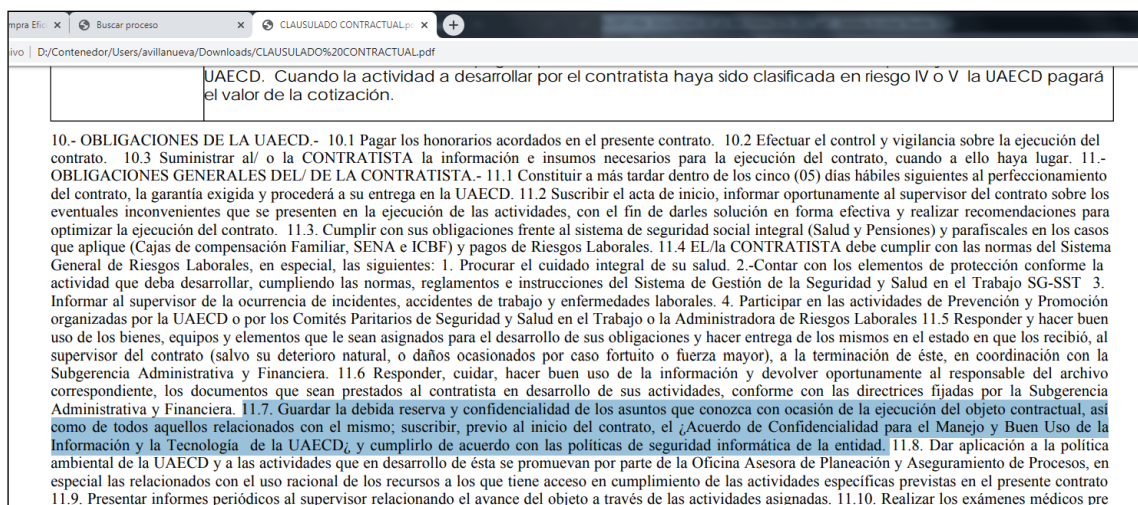 mpra Efic
Buscar proceso
CLAUSULADO CONTRACTUAL.pd
ivo | D:/Contenedor/Users/avillanueva/Downloads/CLAUSULADO%20CONTRACTUAL.pdf
UAECD. Cuando la actividad a desarrollar por el contratista haya sido clasificada en riesgo IV o V la UAECD pagará
el valor de la cotización.
10.- OBLIGACIONES DE LA UAECD.- 10.1 Pagar los honorarios acordados en el presente contrato. 10.2 Efectuar el control y vigilancia sobre la ejecución del
contrato. 10.3 Suministrar al/ o la CONTRATISTA la información e insumos necesarios para la ejecución del contrato, cuando a ello haya lugar. 11.-
OBLIGACIONES GENERALES DEL/ DE LA CONTRATISTA.- 11.1 Constituir a más tardar dentro de los cinco (05) días hábiles siguientes al perfeccionamiento
del contrato, la garantía exigida y procederá a su entrega en la UAECD. 11.2 Suscribir el acta de inicio, informar oportunamente al supervisor del contrato sobre los
eventuales inconvenientes que se presenten en la ejecución de las actividades, con el fin de darles solución en forma efectiva y realizar recomendaciones para
optimizar la ejecución del contrato. 11.3. Cumplir con sus obligaciones frente al sistema de seguridad social integral (Salud y Pensiones) y parafiscales en los casos
que aplique (Cajas de compensación Familiar, SENA e ICBF) y pagos de Riesgos Laborales. 11.4 EL/la CONTRATISTA debe cumplir con las normas del Sistema
General de Riesgos Laborales, en especial, las siguientes: 1. Procurar el cuidado integral de su salud. 2.-Contar con los elementos de protección conforme la
actividad que deba desarrollar, cumpliendo las normas, reglamentos e instrucciones del Sistema de Gestión de la Seguridad y Salud en el Trabajo SG-SST 3.
Informar al supervisor de la ocurrencia de incidentes, accidentes de trabajo y enfermedades laborales. 4. Participar en las actividades de Prevención y Promoción
organizadas por la UAECD o por los Comités Paritarios de Seguridad y Salud en el Trabajo o la Administradora de Riesgos Laborales 11.5 Responder y hacer buen
uso de los bienes, equipos y elementos que le sean asignados para el desarrollo de sus obligaciones y hacer entrega de los mismos en el estado en que los recibió, al
supervisor del contrato (salvo su deterioro natural, o daños ocasionados por caso fortuito o fuerza mayor), a la terminación de éste, en coordinación con la
Subgerencia Administrativa y Financiera. 11.6 Responder, cuidar, hacer buen uso de la información y devolver oportunamente al responsable del archivo
correspondiente, los documentos que sean prestados al contratista en desarrollo de sus actividades, conforme con las directrices fijadas por la Subgerencia
Administrativa y Financiera. 11.7. Guardar la debida reserva y confidencialidad de los asuntos que conozca con ocasión de la ejecución del objeto contractual, así
como de todos aquellos relacionados con el mismo; suscribir, previo al inicio del contrato, el ¿Acuerdo de Confidencialidad para el Manejo y Buen Uso de la
Información y la Tecnología de la UAECD¿ y cumplirlo de acuerdo con las políticas de seguridad informática de la entidad. 11.8. Dar aplicación a la política
ambiental de la UAECD y a las actividades que en desarrollo de ésta se promuevan por parte de la Oficina Asesora de Planeación y Aseguramiento de Procesos, en
especial las relacionados con el uso racional de los recursos a los que tiene acceso en cumplimiento de las actividades específicas previstas en el presente contrato
11.9. Presentar informes periódicos al supervisor relacionando el avance del objeto a través de las actividades asignadas. 11.10. Realizar los exámenes médicos pre